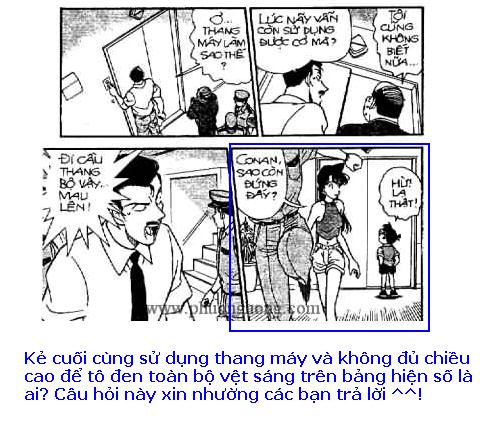 Ơ...
THANG
MÁY LÀM
SAO THẾ
?
LÚC NÃY VẪN
CÒN SỬ DỤNG
ĐƯỢC CƠ MÀ?
TÔI
CŨNG
KHÔNG
BIẾT
NỮA...
ĐI CẦU
THANG
BỘ VẬY...
MAU
LÊN!
CONAN,
SAO CÒN
ĐỨNG
ĐẤY?
HỪ!
LẠ
THẬT!
Kẻ cuối cùng sử dụng thang máy và không đủ chiều
cao để tô đen toàn bộ vệt sáng trên bảng hiện số là
ai? Câu hỏi này xin nhường các bạn trả lời ^^!